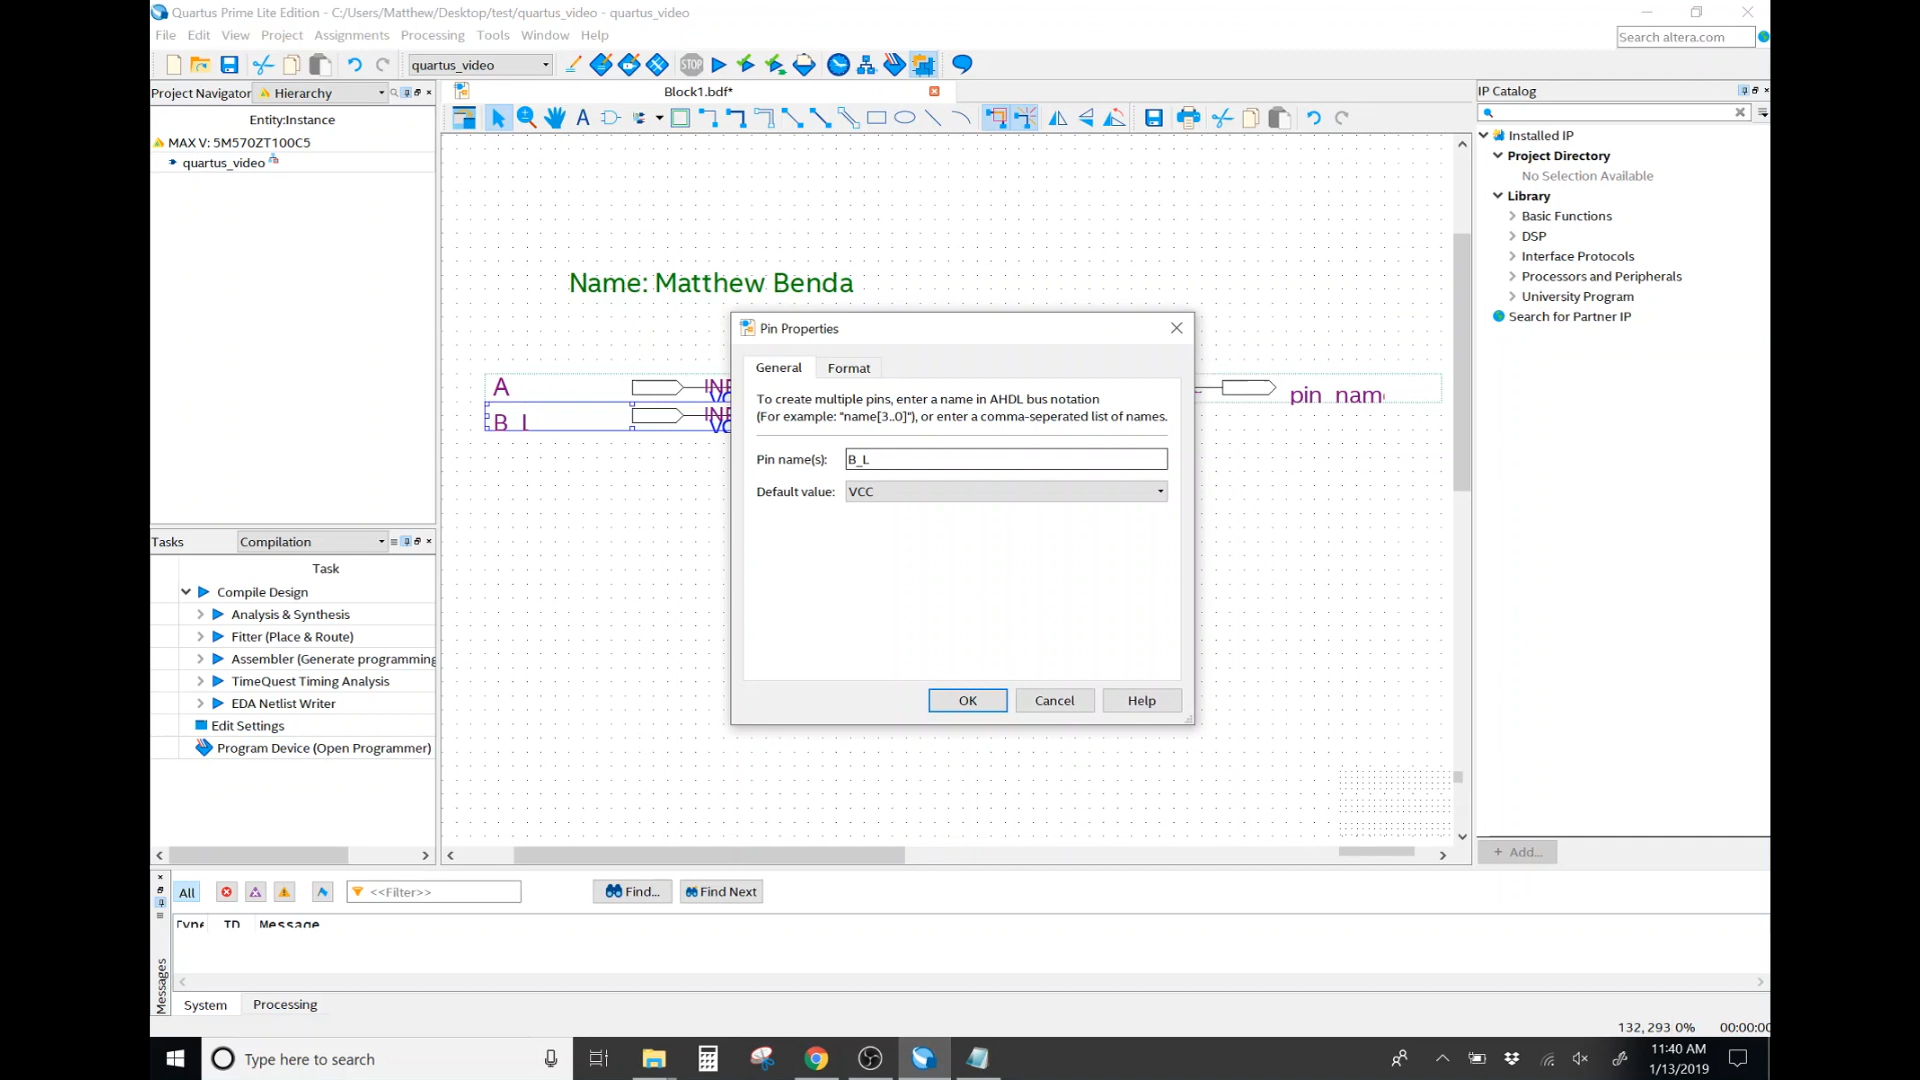 Quartus Prime Lite Edition - C:/Users/Matthew/Desktop/test/quartus_video - quartus_video
File Edit View Project Assignments Processing Tools Window Help
Search altera.com
quartus_video
STOP
Project Navigator Hierarchy
Block1.bdf*
IP Catalog
Entity:Instance
MAX V: 5M570ZT100C5
quartus_video
Installed IP
Project Directory
No Selection Available
Library
Basic Functions
DSP
Interface Protocols
Processors and Peripherals
University Program
Search for Partner IP
Name: Matthew Benda
A
B_L
pin_nam
Pin Properties
General Format
To create multiple pins, enter a name in AHDL bus notation
(For example: "name[3..0]"), or enter a comma-seperated list of names.
Pin name(s): B_L
Default value: VCC
OK Cancel Help
Tasks Compilation
Task
Compile Design
Analysis & Synthesis
Fitter (Place & Route)
Assembler (Generate programming
TimeQuest Timing Analysis
EDA Netlist Writer
Edit Settings
Program Device (Open Programmer)
+ Add...
All <<Filter>> Find... Find Next
Type ID Message
Messages
System Processing
132, 293 0% 00:00:00
Type here to search
11:40 AM
1/13/2019